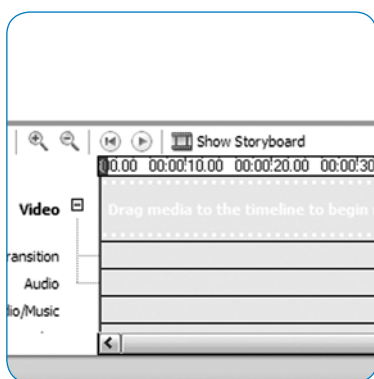 Show Storyboard
00.00 00:00:10.00 00:00:20.00 00:00:30
Video
Drag media to the timeline to begin
ransition
Audio
dio/Music